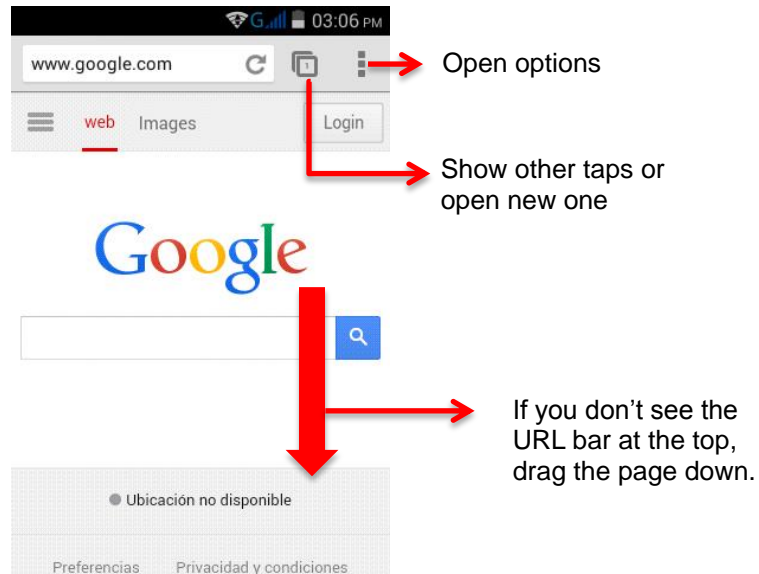 G 03:06 PM
www.google.com 1
Open options
web Images Login
Show other taps or
open new one
Google
If you don’t see the
URL bar at the top,
drag the page down.
Ubicación no disponible
Preferencias Privacidad y condiciones